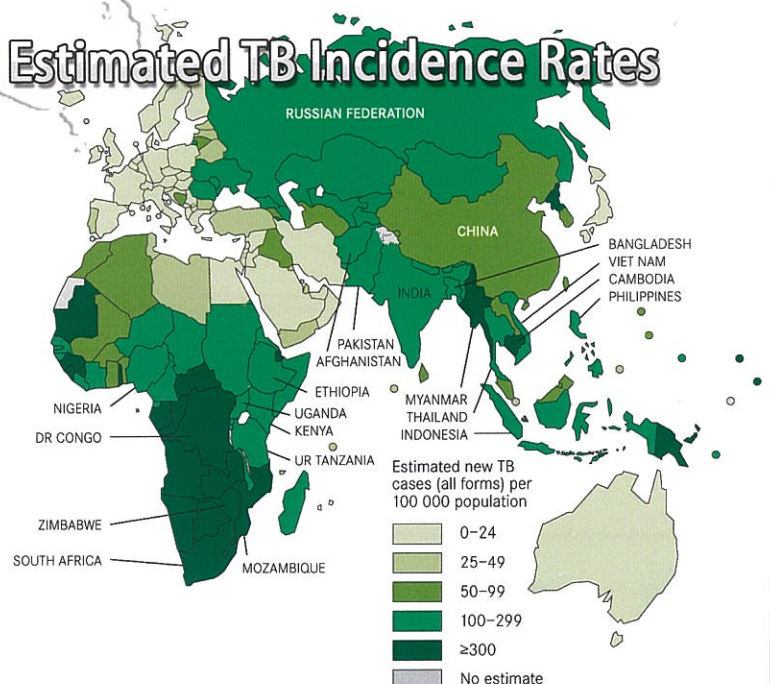 Estimated TB Incidence Rates
RUSSIAN FEDERATION
CHINA
BANGLADESH
VIET NAM
CAMBODIA
PHILIPPINES
INDIA
PAKISTAN
AFGHANISTAN
ETHIOPIA
MYANMAR
THAILAND
INDONESIA
NIGERIA
UGANDA
KENYA
DR CONGO
UR TANZANIA
ZIMBABWE
SOUTH AFRICA
MOZAMBIQUE
Estimated new TB
cases (all forms) per
100 000 population
0–24
25–49
50–99
100–299
≥300
No estimate